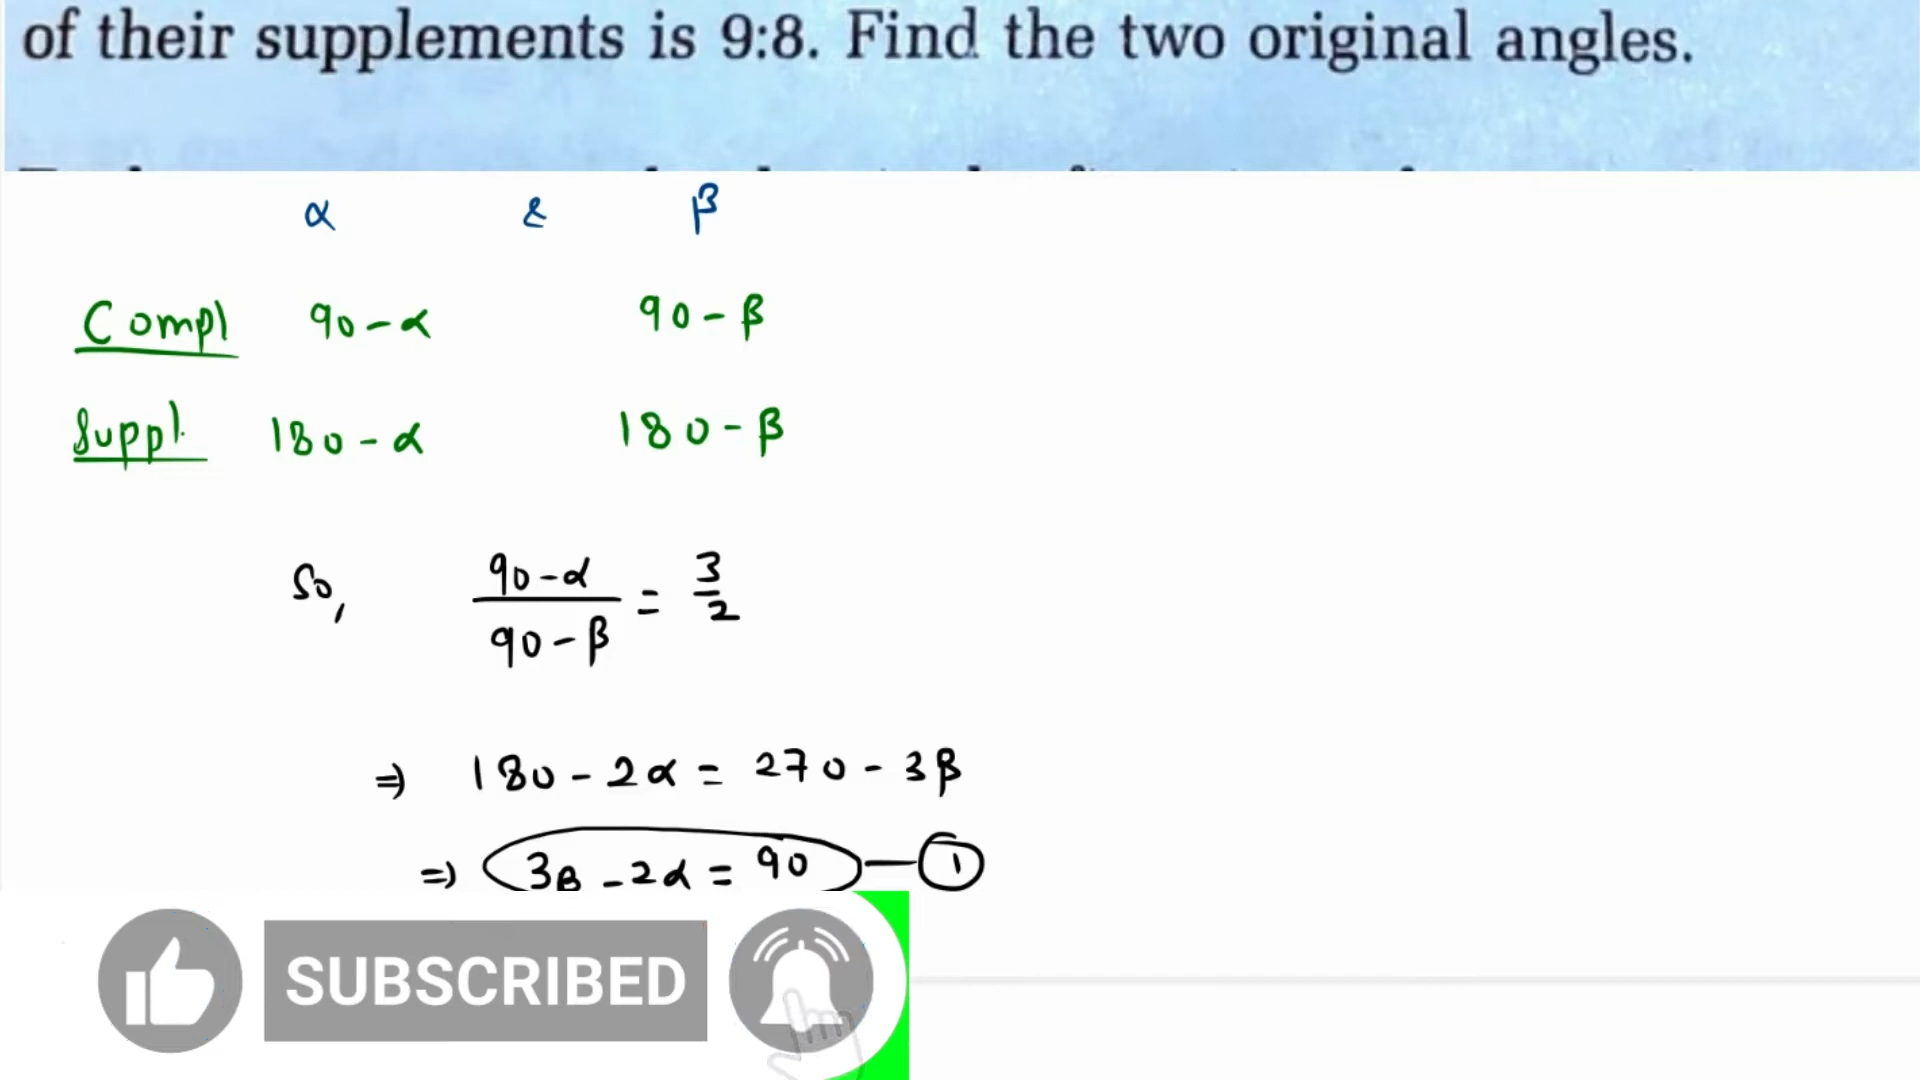 of their supplements is 9:8. Find the two original angles.
α & β
Compl 90-α 90-β
Suppl. 180-α 180-β
So, 90-α / 90-β = 3/2
⇒ 180-2α = 270-3β
⇒ 3β-2α = 90 — ①
SUBSCRIBED